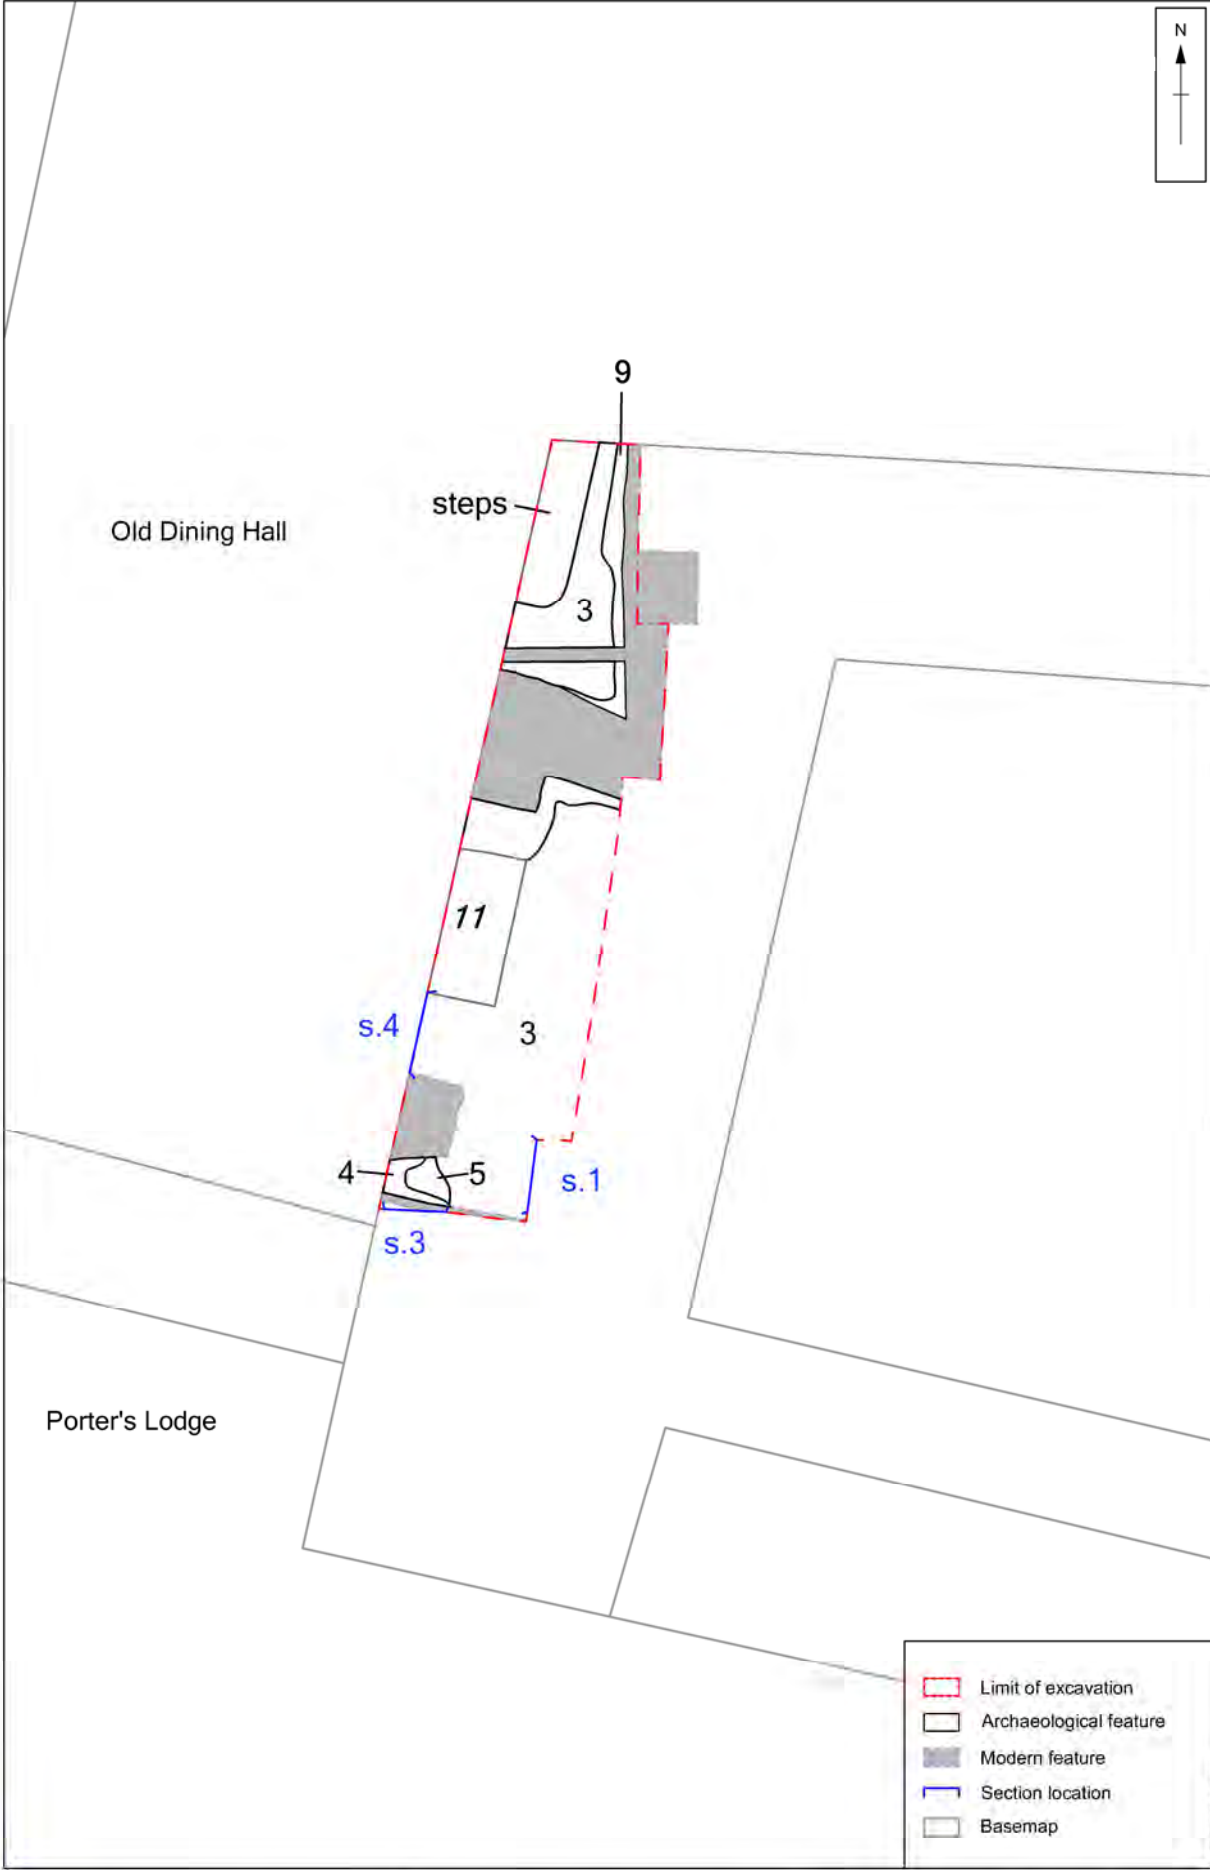 N
9
steps
Old Dining Hall
3
11
s.4
3
4
5
s.1
s.3
Porter's Lodge
Limit of excavation
Archaeological feature
Modern feature
Section location
Basemap